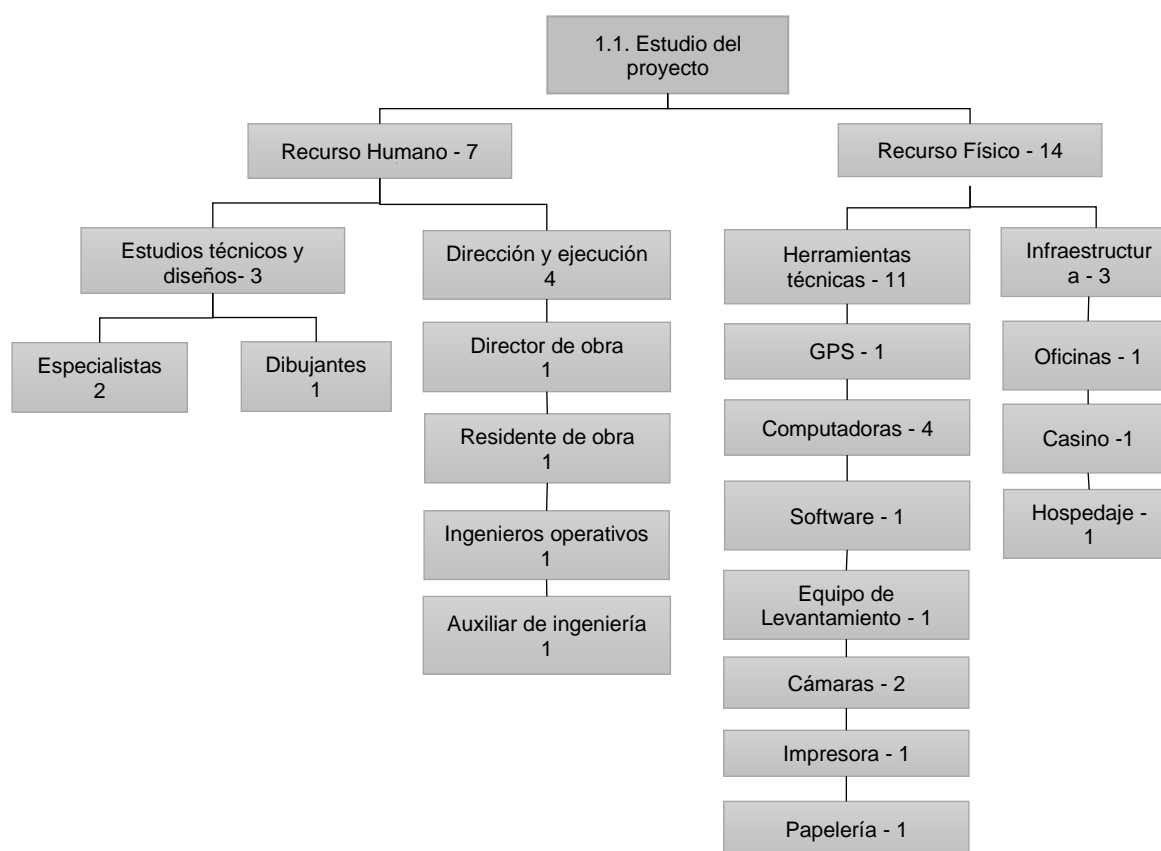 1.1. Estudio del
proyecto
Recurso Humano - 7
Recurso Físico - 14
Estudios técnicos y
diseños- 3
Dirección y ejecución
4
Herramientas
técnicas - 11
Infraestructur
a - 3
Especialistas
2
Dibujantes
1
Director de obra
1
Residente de obra
1
Ingenieros operativos
1
Auxiliar de ingeniería
1
GPS - 1
Computadoras - 4
Software - 1
Equipo de
Levantamiento - 1
Cámaras - 2
Impresora - 1
Papelería - 1
Oficinas - 1
Casino -1
Hospedaje -
1